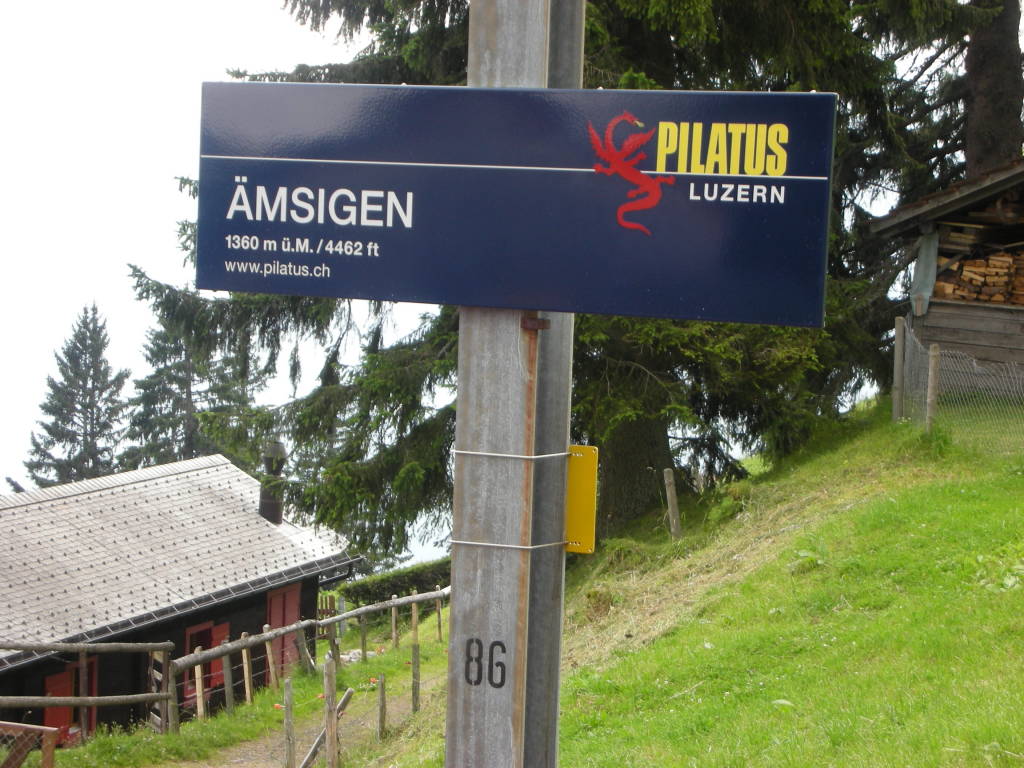 PILATUS
LUZERN
ÄMSIGEN
1360 m ü.M. / 4462 ft
www.pilatus.ch
86